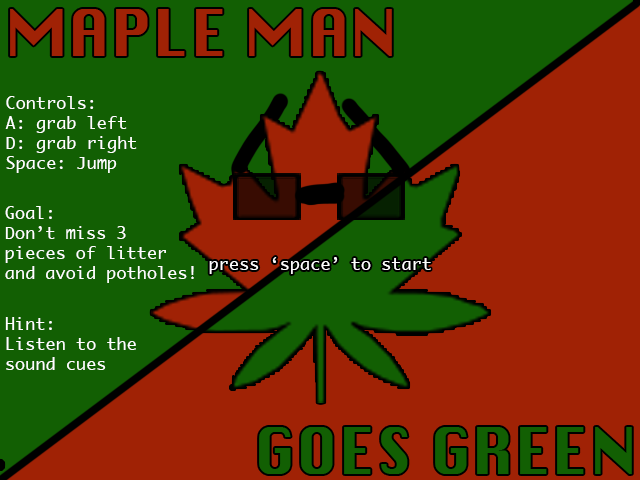 MAPLE MAN
Controls:
A: grab left
D: grab right
Space: Jump
Goal:
Don’t miss 3
pieces of litter
and avoid potholes!
press ‘space’ to start
Hint:
Listen to the
sound cues
GOES GREEN